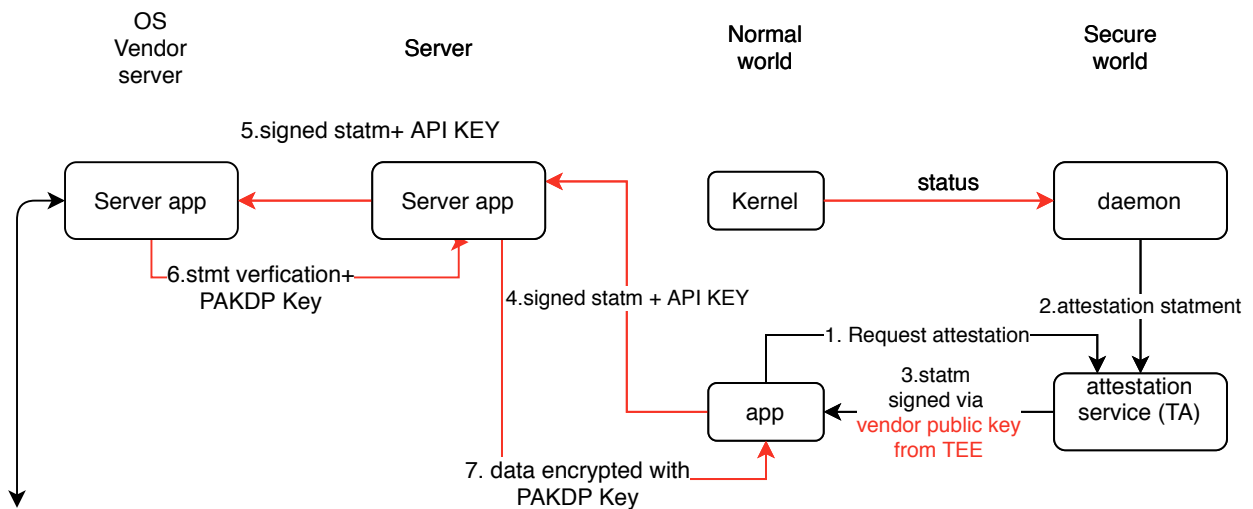 OS
Vendor
server
Server
Normal
world
Secure
world
5.signed statm+ API KEY
Server app
Server app
Kernel
status
daemon
6.stmt verfication+
PAKDP Key
4.signed statm + API KEY
2.attestation statment
1. Request attestation
3.statm
signed via
vendor public key
from TEE
app
attestation
service (TA)
7. data encrypted with
PAKDP Key